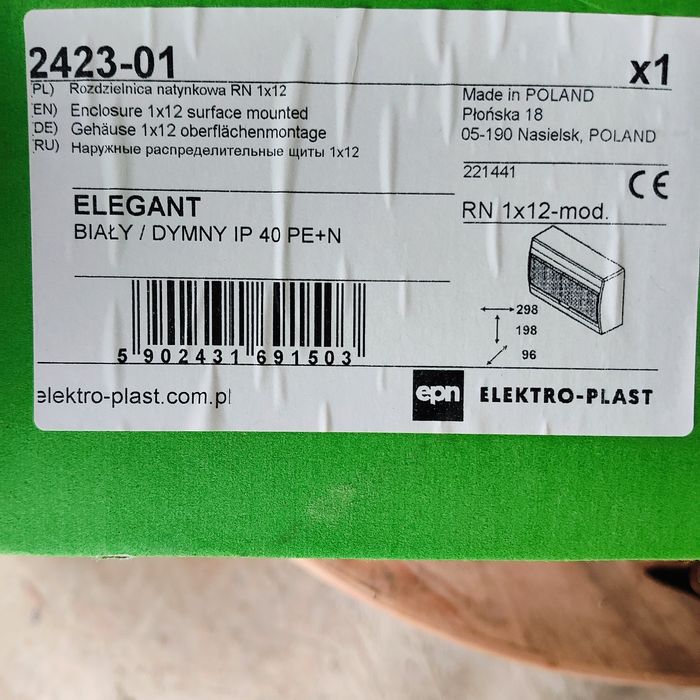 2423-01
x1
PL) Rozdzielnica natynkowa RN 1x12
EN) Enclosure 1x12 surface mounted
DE) Gehäuse 1x12 oberflächenmontage
RU) Наружные распределительные щиты 1x12
Made in POLAND
Płońska 18
05-190 Nasielsk, POLAND
221441
CE
ELEGANT
BIAŁY / DYMNY IP 40 PE+N
RN 1x12-mod.
298
198
96
5 902431 691503
elektro-plast.com.pl
epn ELEKTRO-PLAST